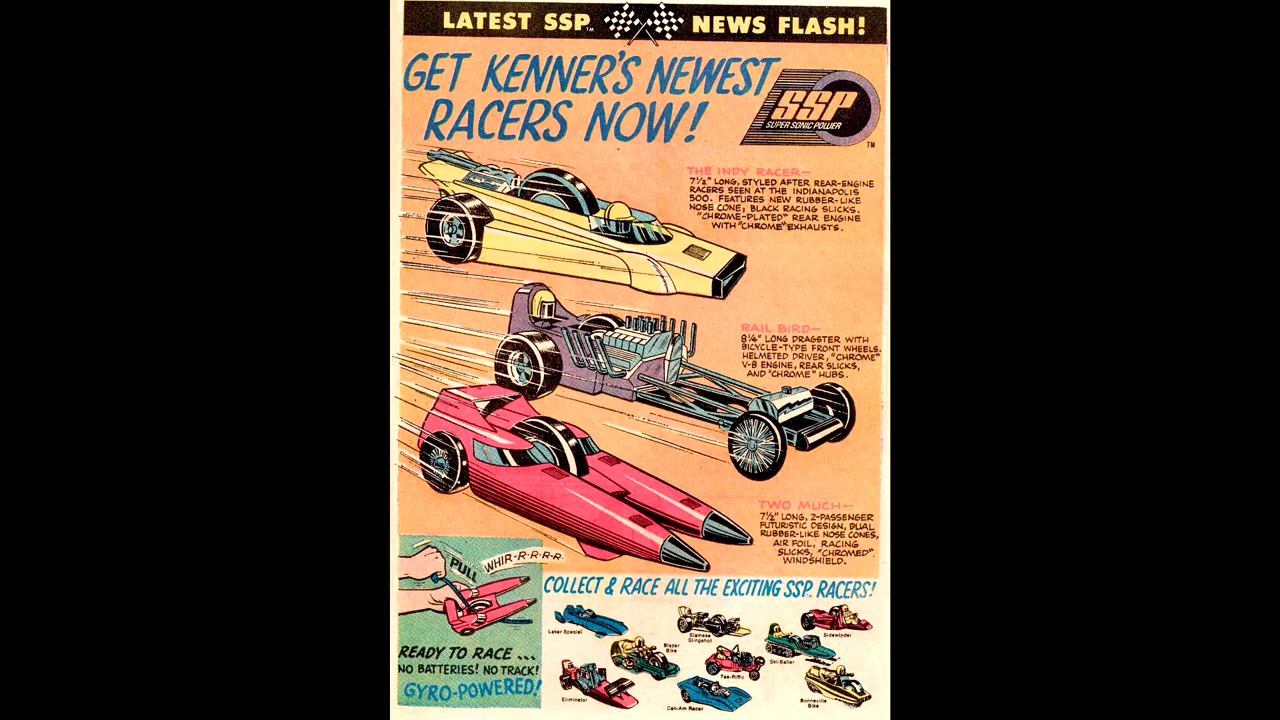 LATEST SSP™ NEWS FLASH!
GET KENNER'S NEWEST
RACERS NOW!
SSP
SUPER SONIC POWER
TM
THE INDY RACER—
7½" LONG, STYLED AFTER REAR-ENGINE
RACERS SEEN AT THE INDIANAPOLIS
500. FEATURES NEW RUBBER-LIKE
NOSE CONE; BLACK RACING SLICKS.
"CHROME-PLATED" REAR ENGINE
WITH "CHROME" EXHAUSTS.
RAIL BIRD—
8¼" LONG DRAGSTER WITH
BICYCLE-TYPE FRONT WHEELS.
HELMETED DRIVER, "CHROME"
V-8 ENGINE, REAR SLICKS,
AND "CHROME" HUBS.
TWO MUCH—
7½" LONG, 2-PASSENGER
FUTURISTIC DESIGN, DUAL
RUBBER-LIKE NOSE CONES,
AIR FOIL, RACING
SLICKS, "CHROMED"
WINDSHIELD.
PULL
WHIR-R-R-R-R
READY TO RACE ...
NO BATTERIES! NO TRACK!
GYRO-POWERED!
COLLECT & RACE ALL THE EXCITING SSP RACERS!
Laker Special
Siamese
Slingshot
Sidewinder
Blazer
Bike
Ski-Bailer
Tee-Riffic
Eliminator
Can-Am Racer
Bonneville
Bike